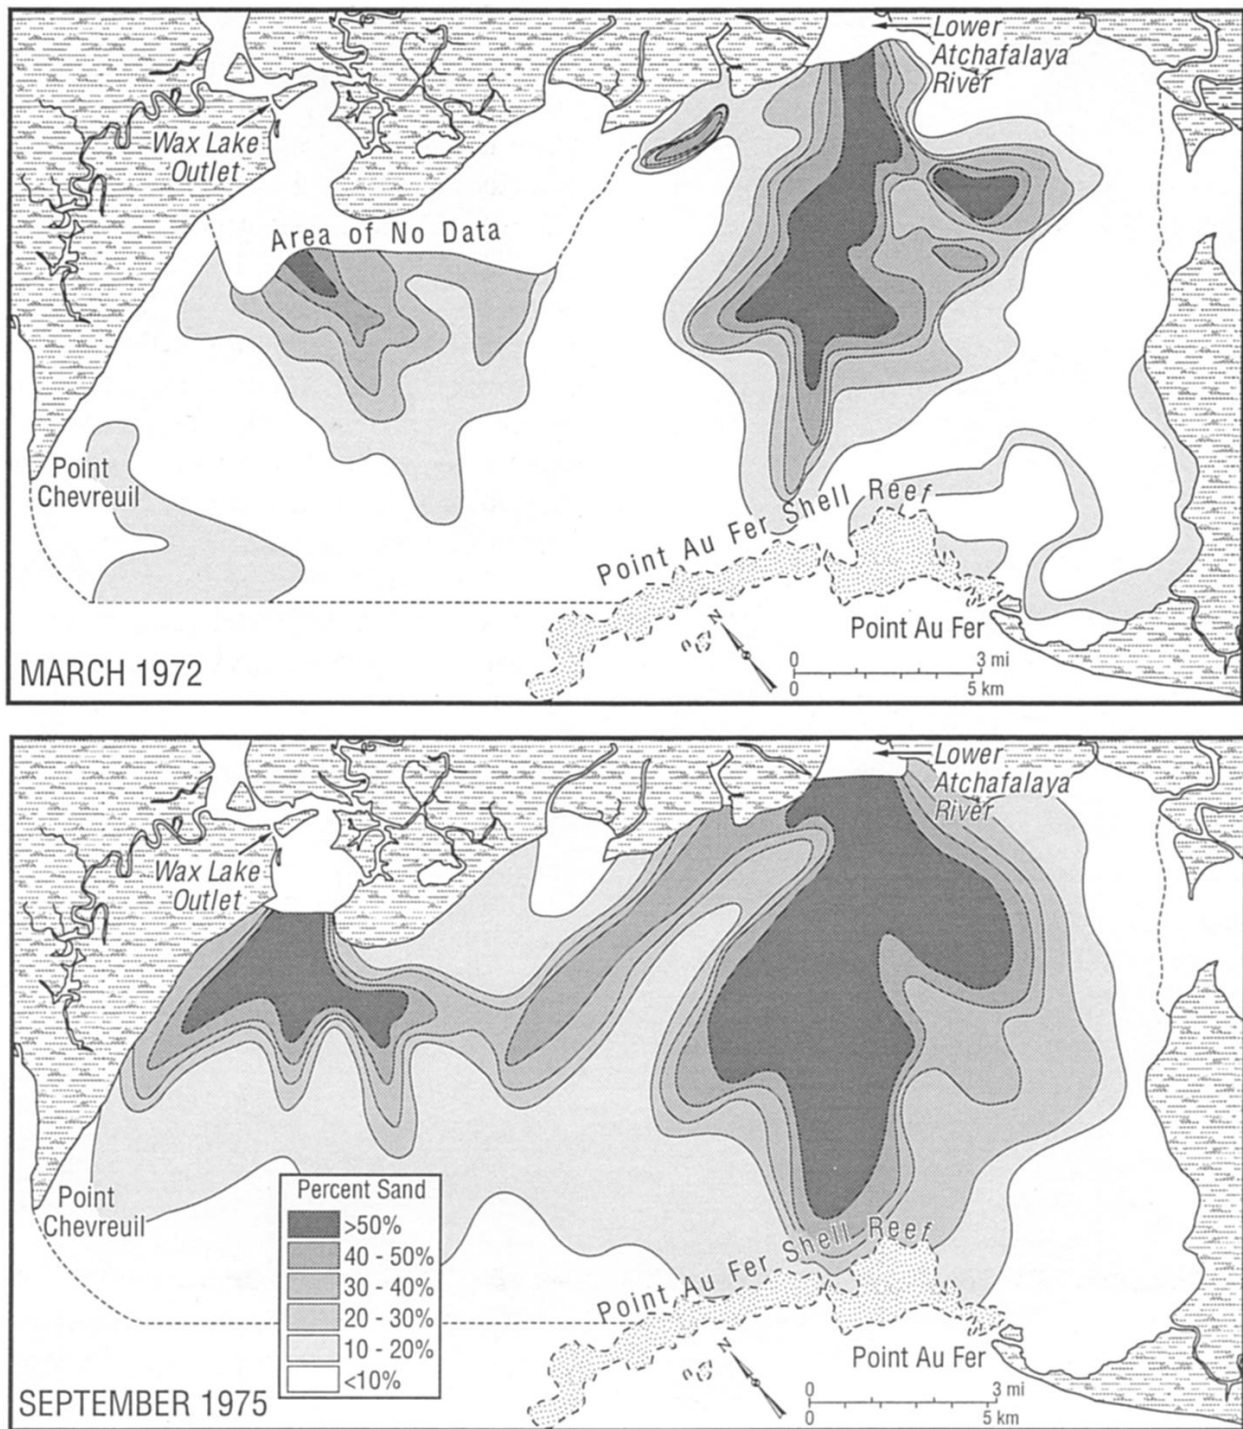 Lower
Atchafalaya
River
Wax Lake
Outlet
Area of No Data
Point
Chevreuil
Point Au Fer Shell Reef
N
Point Au Fer
0 3 mi
0 5 km
MARCH 1972
Lower
Atchafalaya
River
Wax Lake
Outlet
Point
Chevreuil
Percent Sand
>50%
40 - 50%
30 - 40%
20 - 30%
10 - 20%
<10%
Point Au Fer Shell Reef
N
Point Au Fer
0 3 mi
0 5 km
SEPTEMBER 1975